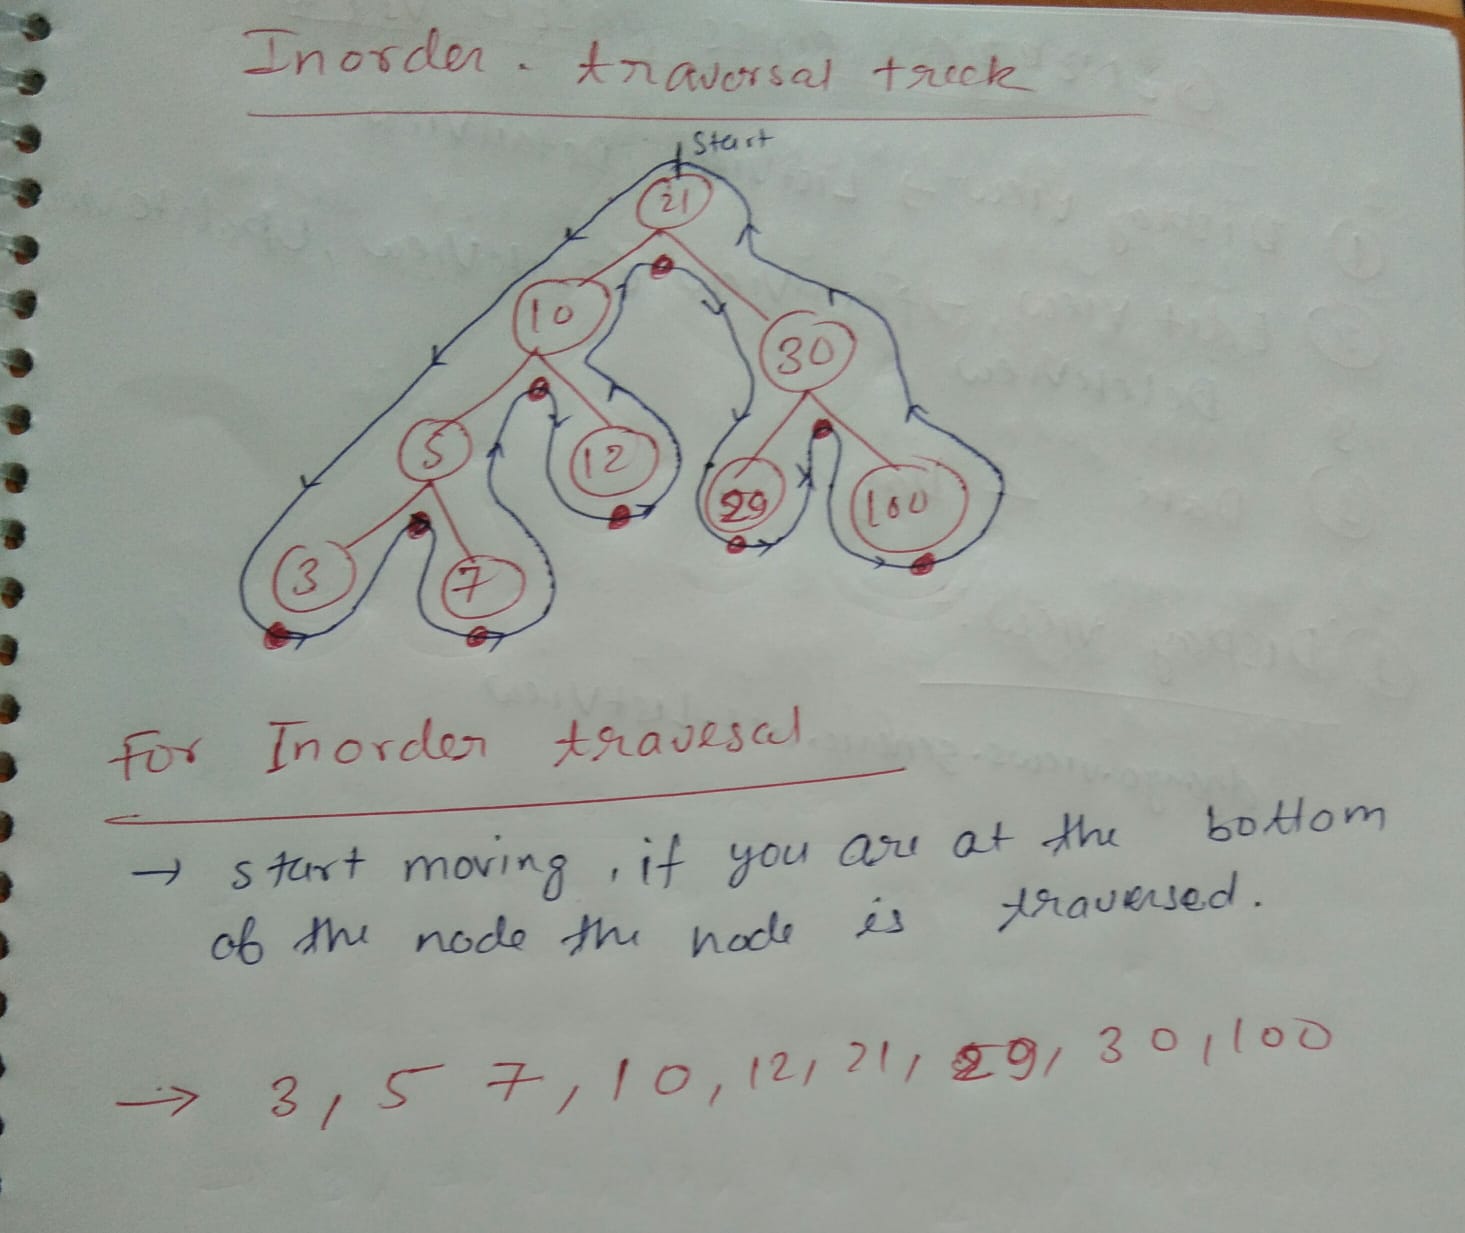 Inorder. traversal trick
Start
21
10
30
5
12
29
100
3
7
For Inorder travesal
→ start moving, if you are at the bottom
of the node the node is traversed.
→ 3, 5 7, 10, 12, 21, 29, 30, 100